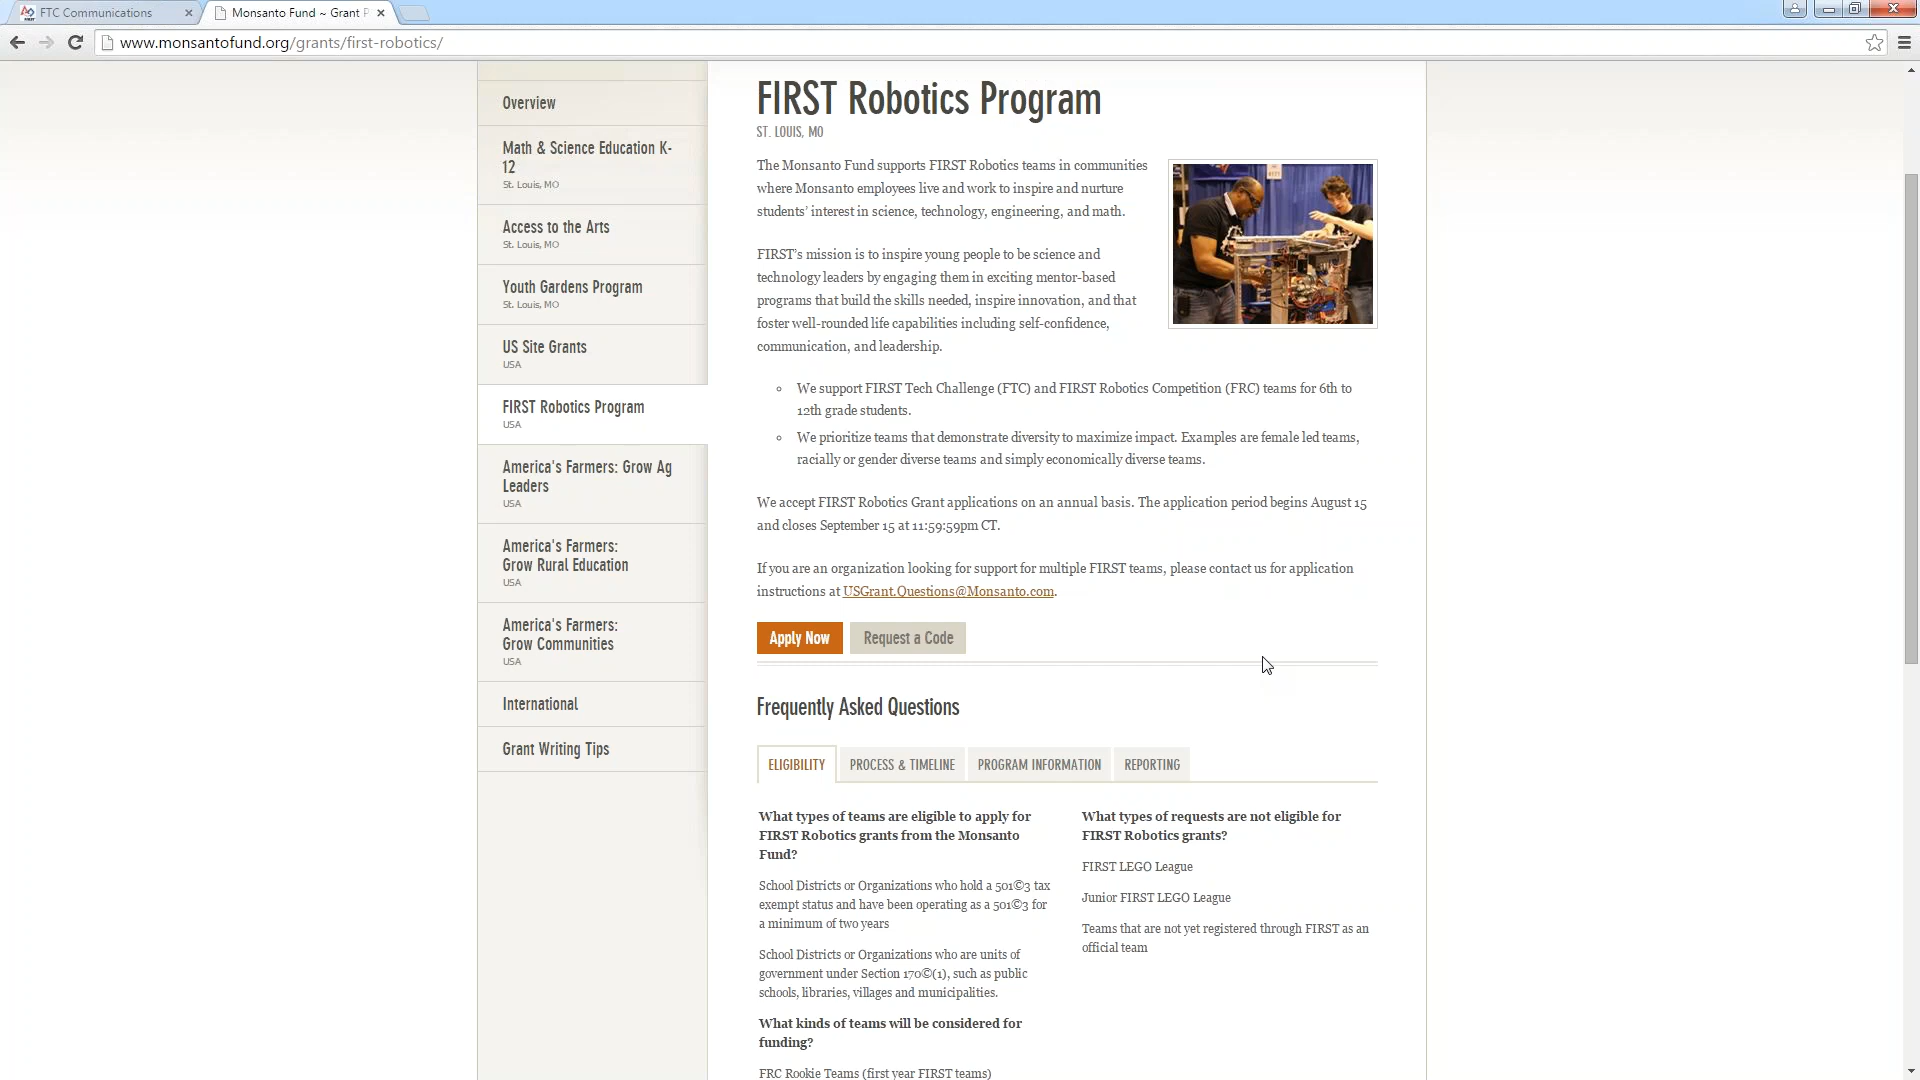 FTC Communications
Monsanto Fund ~ Grant P
www.monsantofund.org/grants/first-robotics/
Overview
Math & Science Education K-
12
St. Louis, MO
Access to the Arts
St. Louis, MO
Youth Gardens Program
St. Louis, MO
US Site Grants
USA
FIRST Robotics Program
USA
America's Farmers: Grow Ag
Leaders
USA
America's Farmers:
Grow Rural Education
USA
America's Farmers:
Grow Communities
USA
International
Grant Writing Tips
FIRST Robotics Program
ST. LOUIS, MO
The Monsanto Fund supports FIRST Robotics teams in communities
where Monsanto employees live and work to inspire and nurture
students’ interest in science, technology, engineering, and math.
FIRST’s mission is to inspire young people to be science and
technology leaders by engaging them in exciting mentor-based
programs that build the skills needed, inspire innovation, and that
foster well-rounded life capabilities including self-confidence,
communication, and leadership.
We support FIRST Tech Challenge (FTC) and FIRST Robotics Competition (FRC) teams for 6th to
12th grade students.
We prioritize teams that demonstrate diversity to maximize impact. Examples are female led teams,
racially or gender diverse teams and simply economically diverse teams.
We accept FIRST Robotics Grant applications on an annual basis. The application period begins August 15
and closes September 15 at 11:59:59pm CT.
If you are an organization looking for support for multiple FIRST teams, please contact us for application
instructions at USGrant.Questions@Monsanto.com.
Apply Now
Request a Code
Frequently Asked Questions
ELIGIBILITY
PROCESS & TIMELINE
PROGRAM INFORMATION
REPORTING
What types of teams are eligible to apply for
FIRST Robotics grants from the Monsanto
Fund?
School Districts or Organizations who hold a 501©3 tax
exempt status and have been operating as a 501©3 for
a minimum of two years
School Districts or Organizations who are units of
government under Section 170©(1), such as public
schools, libraries, villages and municipalities.
What kinds of teams will be considered for
funding?
FRC Rookie Teams (first year FIRST teams)
What types of requests are not eligible for
FIRST Robotics grants?
FIRST LEGO League
Junior FIRST LEGO League
Teams that are not yet registered through FIRST as an
official team